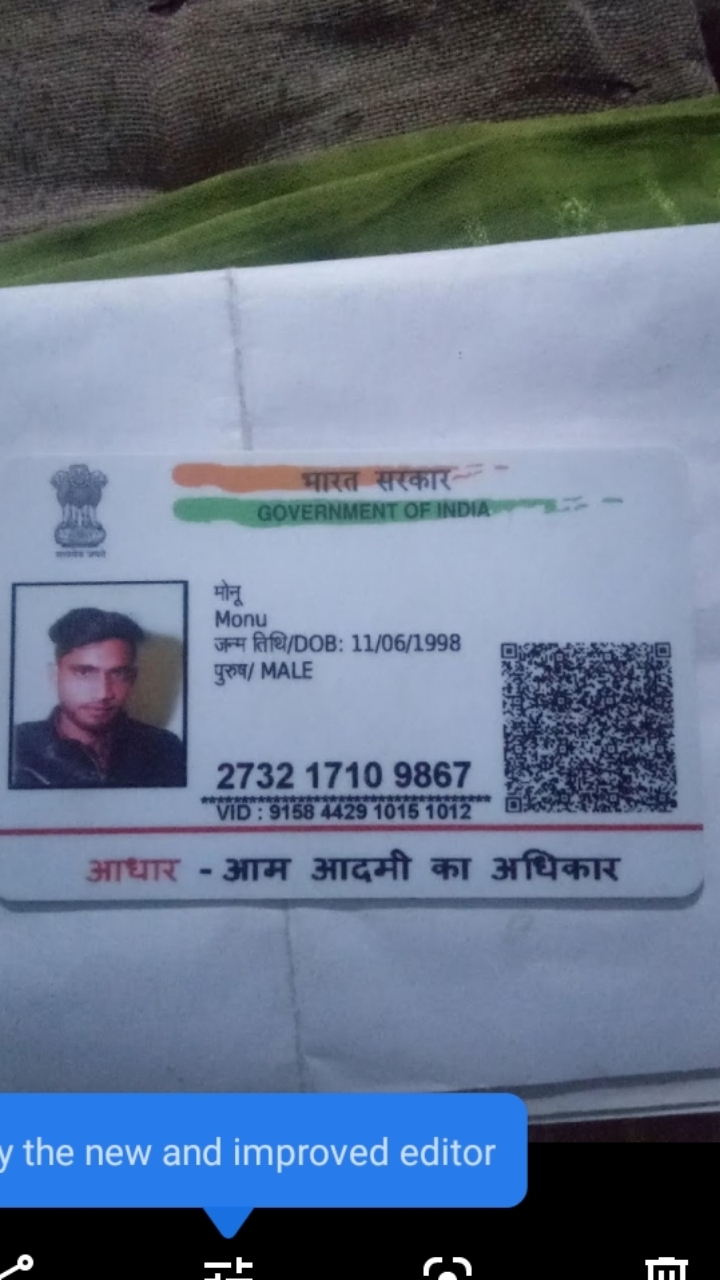 भारत सरकार
GOVERNMENT OF INDIA
सत्यमेव जयते
मोनू
Monu
जन्म तिथि/DOB: 11/06/1998
पुरुष/ MALE
2732 1710 9867
VID : 9158 4429 1015 1012
आधार - आम आदमी का अधिकार
y the new and improved editor